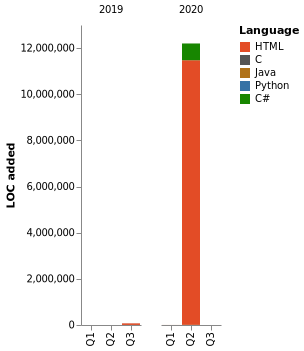 2019 2020
Language
HTML
C
Java
Python
C#
LOC added
12,000,000
10,000,000
8,000,000
6,000,000
4,000,000
2,000,000
0
Q1 Q2 Q3 Q1 Q2 Q3